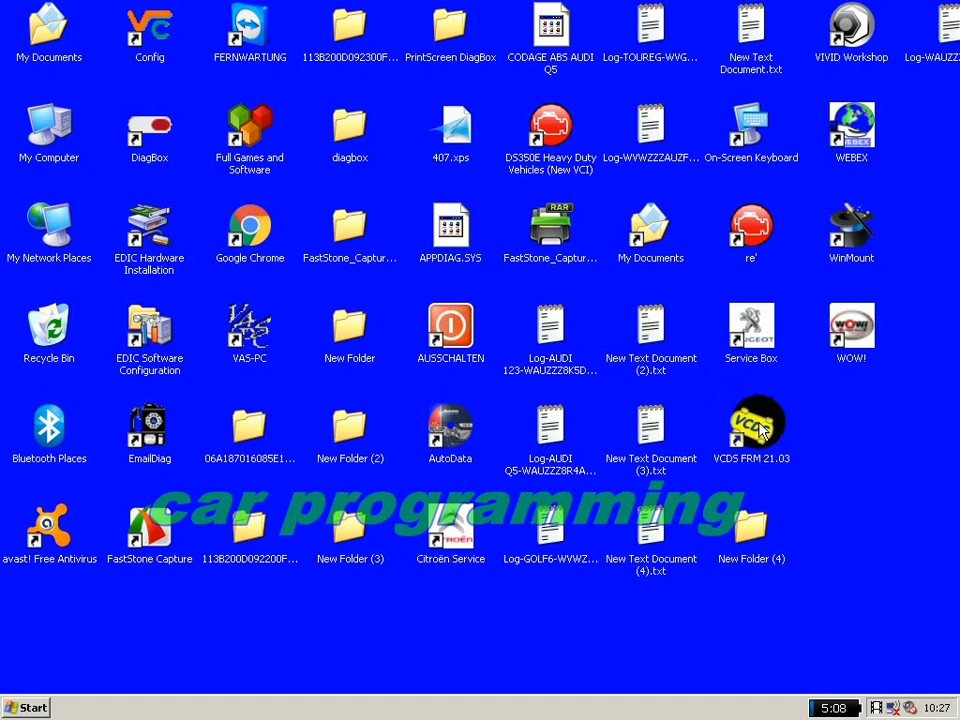 My Documents
Config
FERNWARTUNG
113B200D092300F...
PrintScreen DiagBox
CODAGE ABS AUDI
Q5
Log-TOUREG-WVG...
New Text
Document.txt
VIVID Workshop
Log-WAUZZ
My Computer
DiagBox
Full Games and
Software
diagbox
407.xps
DS350E Heavy Duty
Vehicles (New VCI)
Log-WVWZZZAUZF...
On-Screen Keyboard
WEBEX
WEBEX
My Network Places
EDIC Hardware
Installation
Google Chrome
FastStone_Captur...
APPDIAG.SYS
RAR
FastStone_Captur...
My Documents
re'
WinMount
Recycle Bin
EDIC Software
Configuration
VAS-PC
New Folder
AUSSCHALTEN
Log-AUDI
123-WAUZZZ8K5D...
New Text Document
(2).txt
Service Box
WOW!
WOW!
Bluetooth Places
EmailDiag
06A187016085E1...
New Folder (2)
AutoData
Log-AUDI
Q5-WAUZZZ8R4A...
New Text Document
(3).txt
VCDS FRM 21.03
car programming
avast! Free Antivirus
FastStone Capture
113B200D092200F...
New Folder (3)
Citroën Service
Log-GOLF6-WVWZ...
New Text Document
(4).txt
New Folder (4)
Start
5:08
10:27